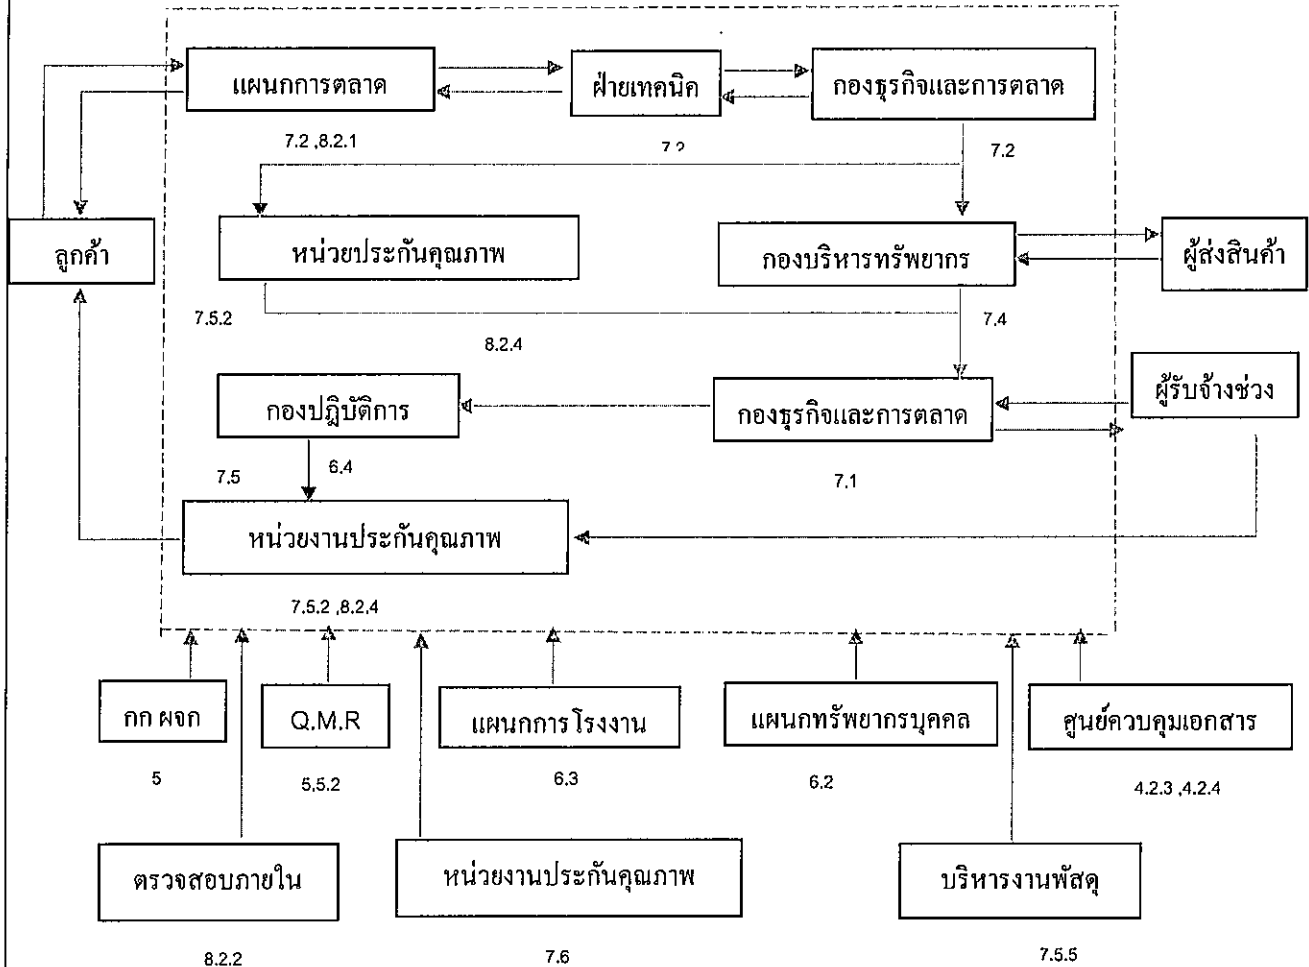 แผนกการตลาด
ฝ่ายเทคนิค
กองธุรกิจและการตลาด
7.2 ,8.2.1
7.2
7.2
ลูกค้า
หน่วยประกันคุณภาพ
กองบริหารทรัพยากร
ผู้ส่งสินค้า
7.5.2
8.2.4
7.4
กองปฎิบัติการ
กองธุรกิจและการตลาด
ผู้รับจ้างช่วง
7.5
6.4
7.1
หน่วยงานประกันคุณภาพ
7.5.2 ,8.2.4
กก ผจก
Q.M.R
แผนกการโรงงาน
แผนกทรัพยากรบุคคล
ศูนย์ควบคุมเอกสาร
5
5,5.2
6.3
6.2
4.2.3 ,4.2.4
ตรวจสอบภายใน
หน่วยงานประกันคุณภาพ
บริหารงานพัสดุ
8.2.2
7.6
7.5.5